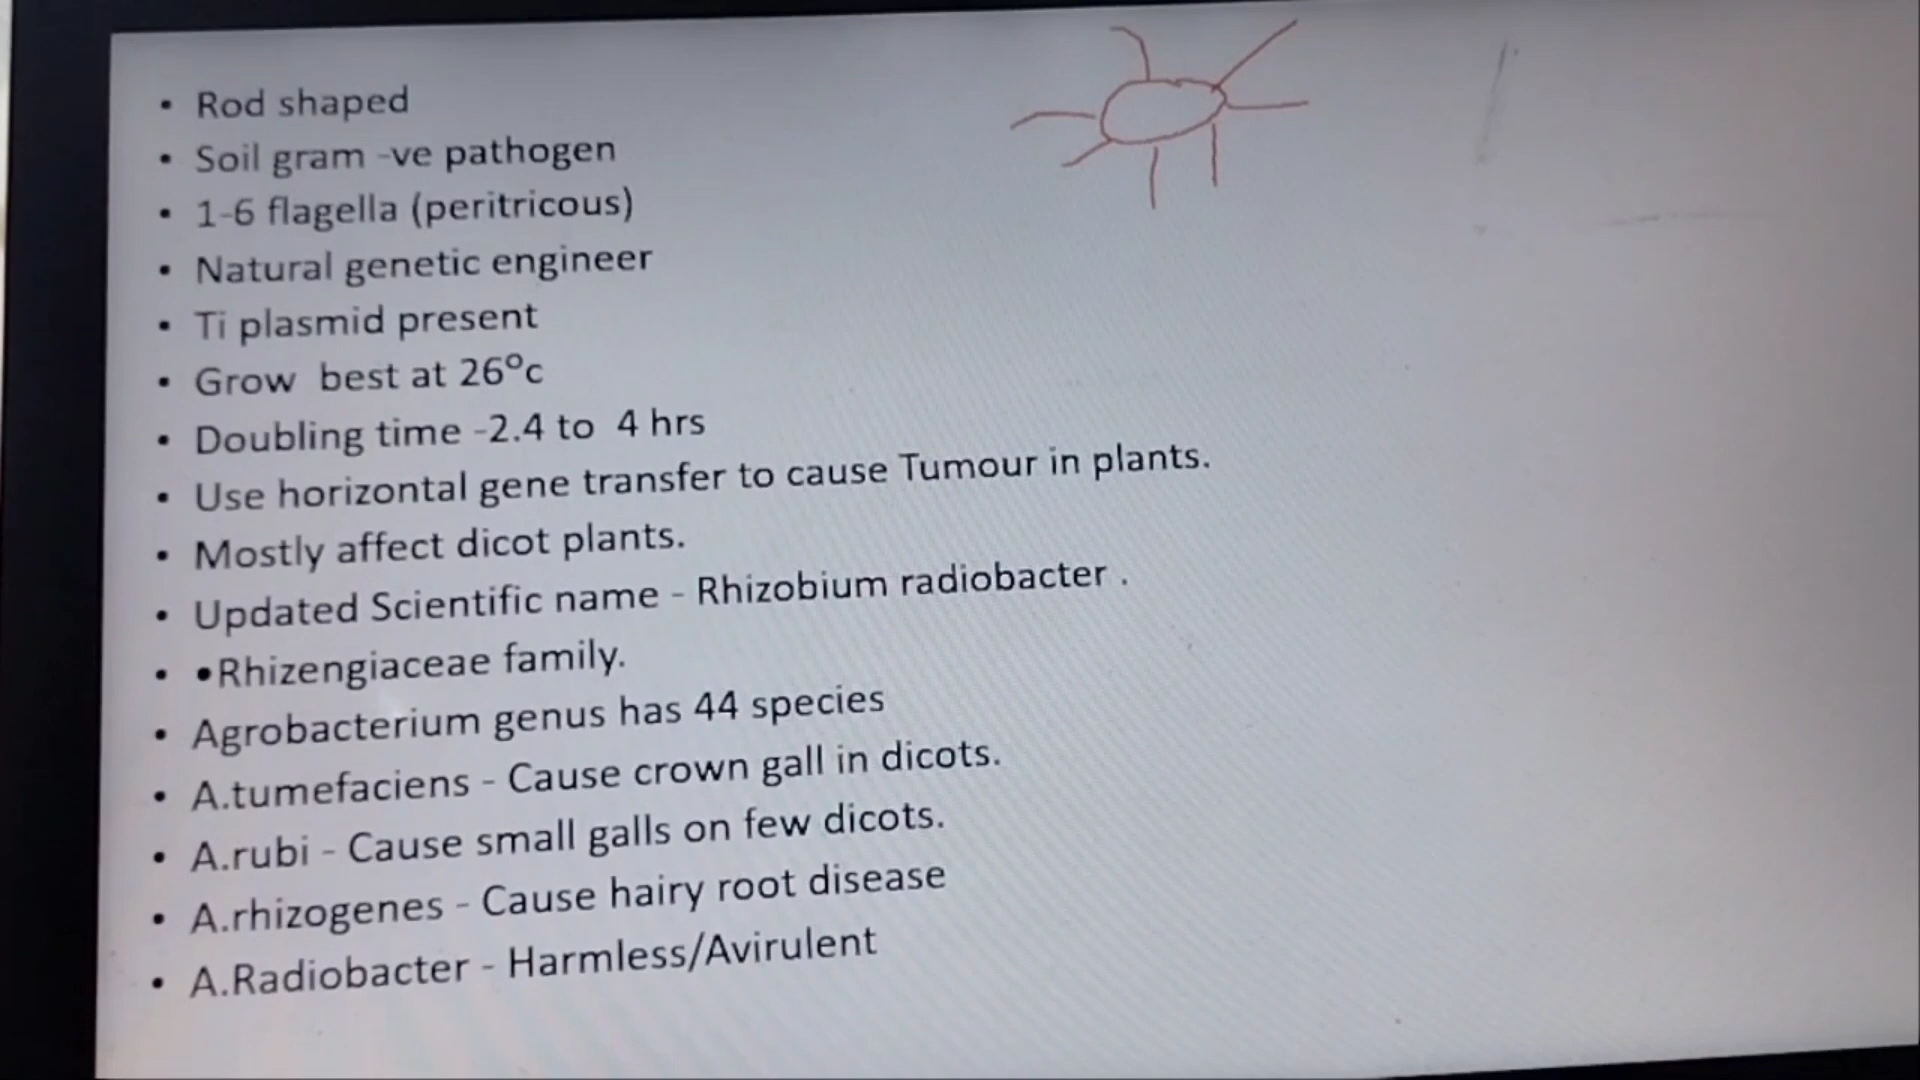 • Rod shaped
• Soil gram -ve pathogen
• 1-6 flagella (peritricous)
• Natural genetic engineer
• Ti plasmid present
• Grow best at 26ºc
• Doubling time -2.4 to 4 hrs
• Use horizontal gene transfer to cause Tumour in plants.
• Mostly affect dicot plants.
• Updated Scientific name - Rhizobium radiobacter .
• •Rhizengiaceae family.
• Agrobacterium genus has 44 species
• A.tumefaciens - Cause crown gall in dicots.
• A.rubi - Cause small galls on few dicots.
• A.rhizogenes - Cause hairy root disease
• A.Radiobacter - Harmless/Avirulent